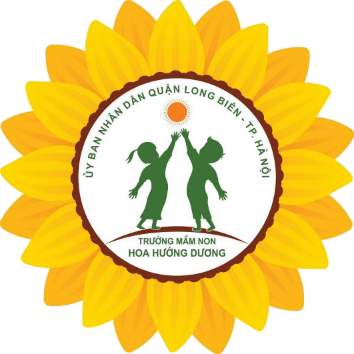 ỦY BAN NHÂN DÂN QUẬN LONG BIÊN - TP. HÀ NỘI
TRƯỜNG MẦM NON
HOA HƯỚNG DƯƠNG